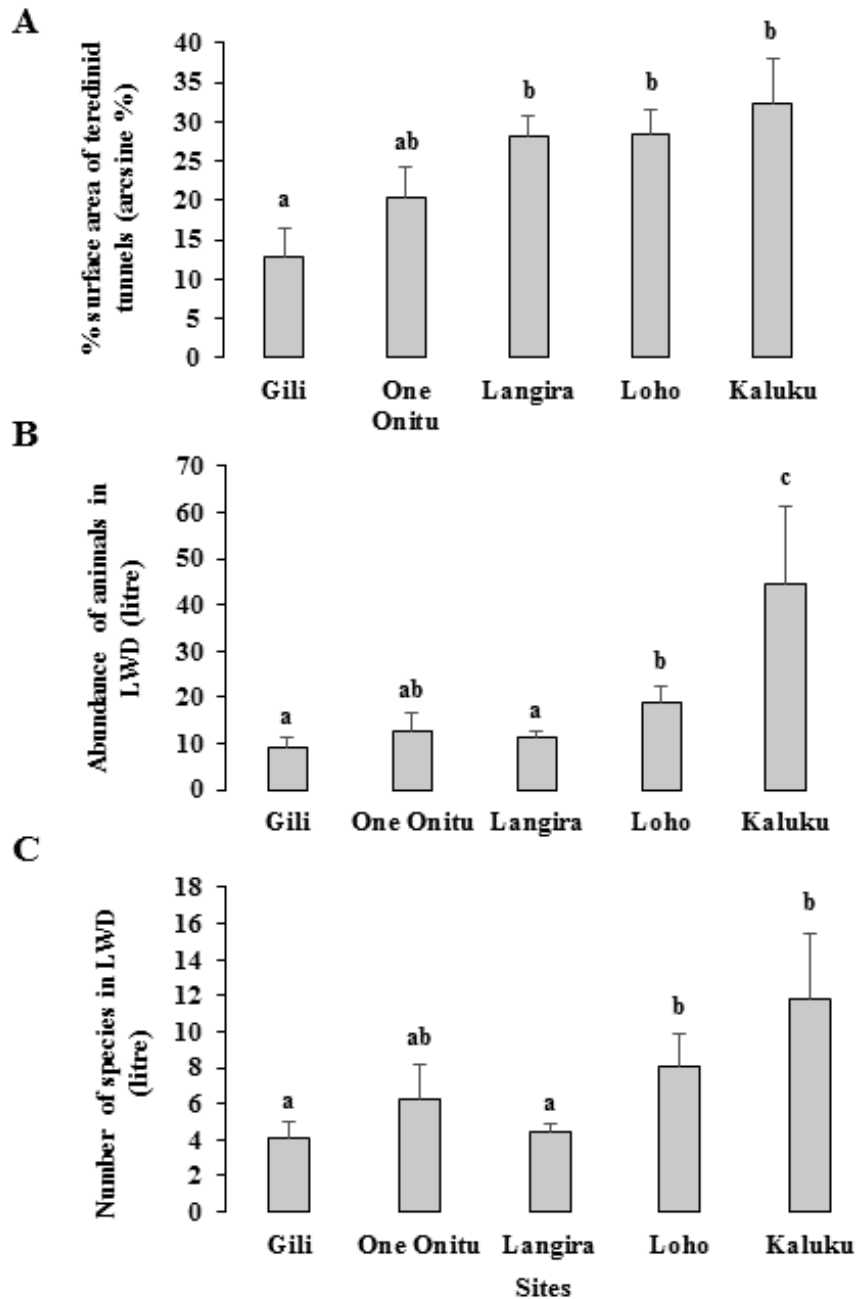 A
% surface area of teredinid
tunnels (arcsine %)
40
35
30
25
20
15
10
5
0
a
ab
b
b
b
Gili
One
Onitu
Langira
Loho
Kaluku
B
Abundance of animals in
LWD (litre)
70
60
50
40
30
20
10
0
a
ab
a
b
c
Gili
One Onitu
Langira
Loho
Kaluku
C
Number of species in LWD
(litre)
18
16
14
12
10
8
6
4
2
0
a
ab
a
b
b
Gili
One Onitu
Langira
Loho
Kaluku
Sites